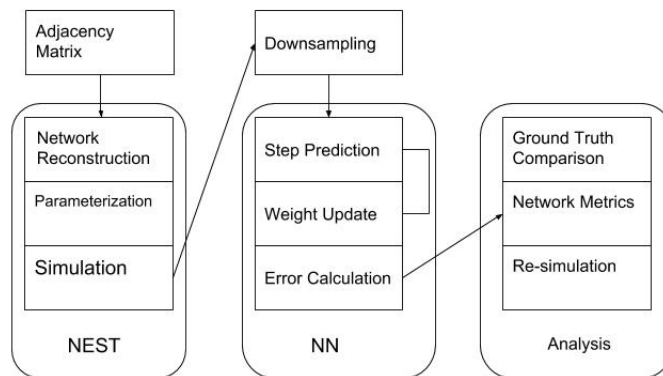 Adjacency
Matrix
Network
Reconstruction
Parameterization
Simulation
NEST
Downsampling
Step Prediction
Weight Update
Error Calculation
NN
Ground Truth
Comparison
Network Metrics
Re-simulation
Analysis